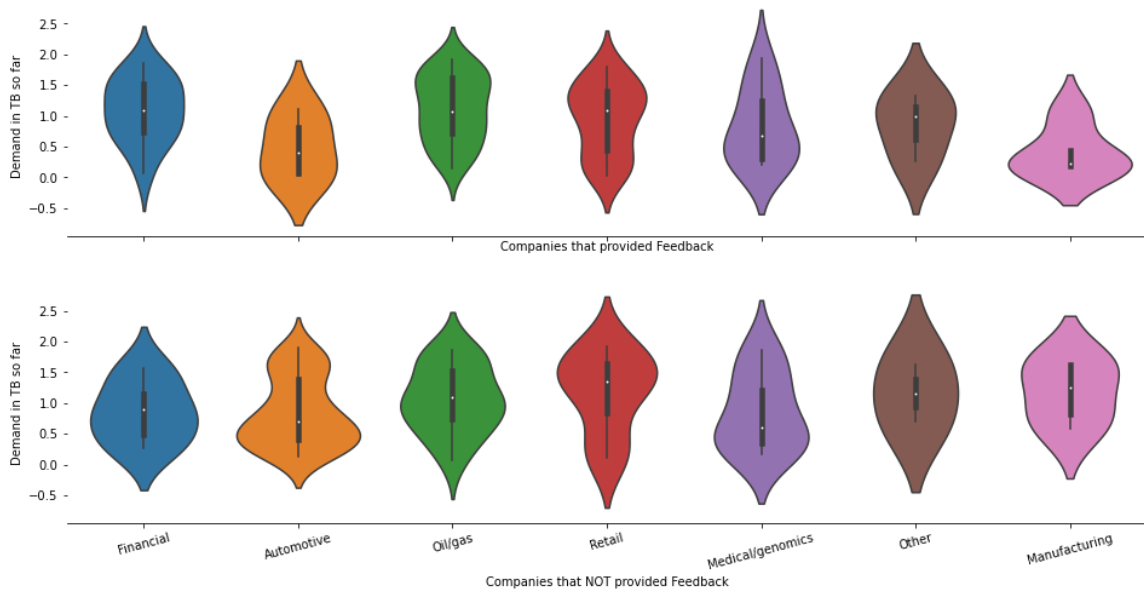 2.5
2.0
1.5
1.0
0.5
0.0
−0.5
Demand in TB so far
Companies that provided Feedback
2.5
2.0
1.5
1.0
0.5
0.0
−0.5
Demand in TB so far
Financial
Automotive
Oil/gas
Retail
Medical/genomics
Other
Manufacturing
Companies that NOT provided Feedback